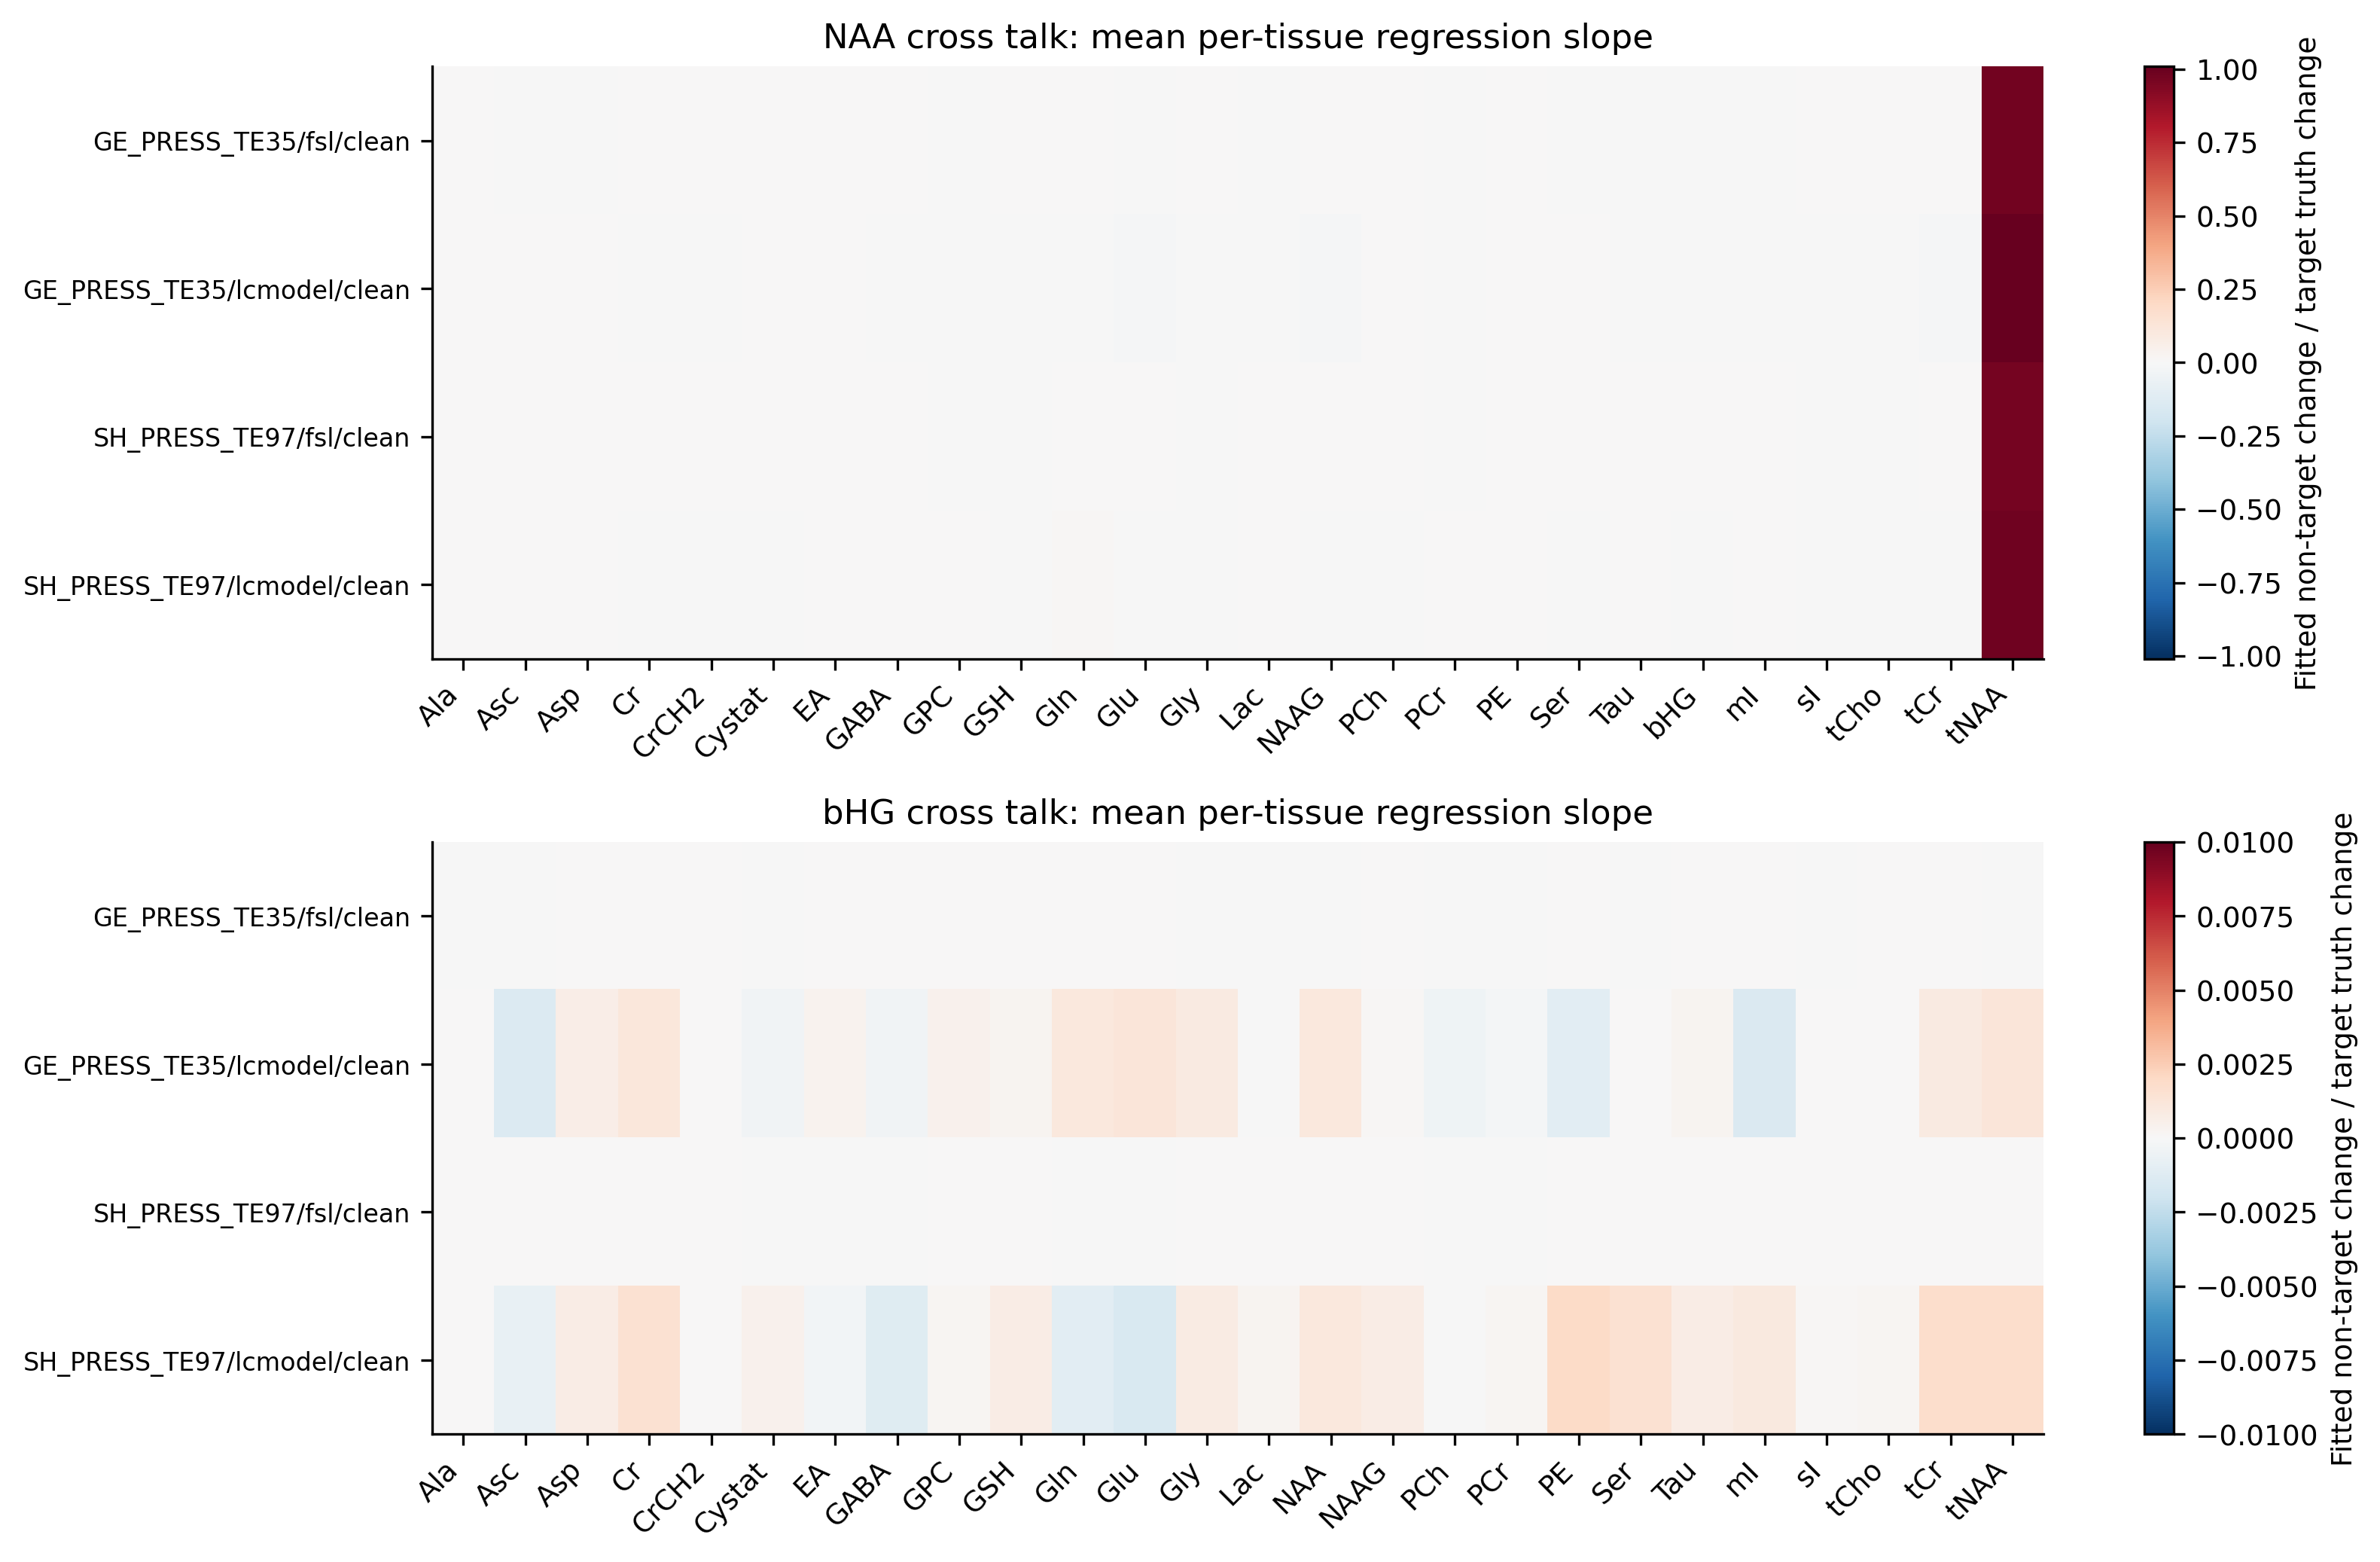 NAA cross talk: mean per-tissue regression slope
GE_PRESS_TE35/fsl/clean
GE_PRESS_TE35/lcmodel/clean
SH_PRESS_TE97/fsl/clean
SH_PRESS_TE97/lcmodel/clean
Ala
Asc
Asp
Cr
CrCH2
Cystat
EA
GABA
GPC
GSH
Gln
Glu
Gly
Lac
NAAG
PCh
PCr
PE
Ser
Tau
bHG
mI
sI
tCho
tCr
tNAA
1.00
0.75
0.50
0.25
0.00
−0.25
−0.50
−0.75
−1.00
Fitted non-target change / target truth change
bHG cross talk: mean per-tissue regression slope
GE_PRESS_TE35/fsl/clean
GE_PRESS_TE35/lcmodel/clean
SH_PRESS_TE97/fsl/clean
SH_PRESS_TE97/lcmodel/clean
Ala
Asc
Asp
Cr
CrCH2
Cystat
EA
GABA
GPC
GSH
Gln
Glu
Gly
Lac
NAA
NAAG
PCh
PCr
PE
Ser
Tau
mI
sI
tCho
tCr
tNAA
0.0100
0.0075
0.0050
0.0025
0.0000
−0.0025
−0.0050
−0.0075
−0.0100
Fitted non-target change / target truth change